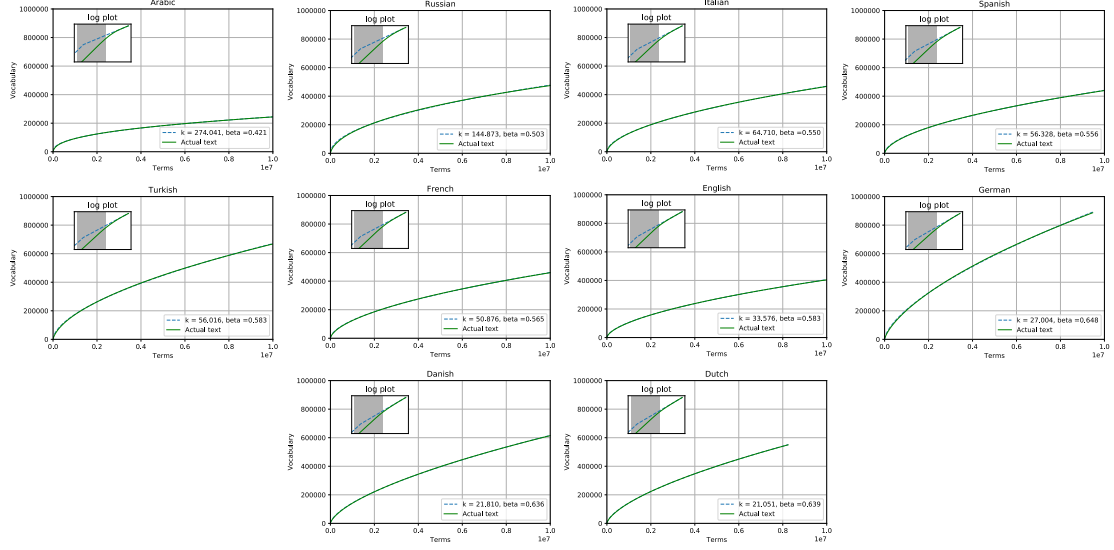 Arabic
1000000
800000
600000
400000
200000
0
Vocabulary
log plot
k = 274,041, beta =0,421
Actual text
0.0 0.2 0.4 0.6 0.8 1.0
Terms
1e7
Russian
1000000
800000
600000
400000
200000
0
Vocabulary
log plot
k = 144,873, beta =0,503
Actual text
0.0 0.2 0.4 0.6 0.8 1.0
Terms
1e7
Italian
1000000
800000
600000
400000
200000
0
Vocabulary
log plot
k = 64,710, beta =0,550
Actual text
0.0 0.2 0.4 0.6 0.8 1.0
Terms
1e7
Spanish
1000000
800000
600000
400000
200000
0
Vocabulary
log plot
k = 56,328, beta =0,556
Actual text
0.0 0.2 0.4 0.6 0.8 1.0
Terms
1e7
Turkish
1000000
800000
600000
400000
200000
0
Vocabulary
log plot
k = 56,016, beta =0,583
Actual text
0.0 0.2 0.4 0.6 0.8 1.0
Terms
1e7
French
1000000
800000
600000
400000
200000
0
Vocabulary
log plot
k = 50,876, beta =0,565
Actual text
0.0 0.2 0.4 0.6 0.8 1.0
Terms
1e7
English
1000000
800000
600000
400000
200000
0
Vocabulary
log plot
k = 33,576, beta =0,583
Actual text
0.0 0.2 0.4 0.6 0.8 1.0
Terms
1e7
German
1000000
800000
600000
400000
200000
0
Vocabulary
log plot
k = 27,004, beta =0,648
Actual text
0.0 0.2 0.4 0.6 0.8 1.0
Terms
1e7
Danish
1000000
800000
600000
400000
200000
0
Vocabulary
log plot
k = 21,810, beta =0,636
Actual text
0.0 0.2 0.4 0.6 0.8 1.0
Terms
1e7
Dutch
1000000
800000
600000
400000
200000
0
Vocabulary
log plot
k = 21,051, beta =0,639
Actual text
0.0 0.2 0.4 0.6 0.8 1.0
Terms
1e7